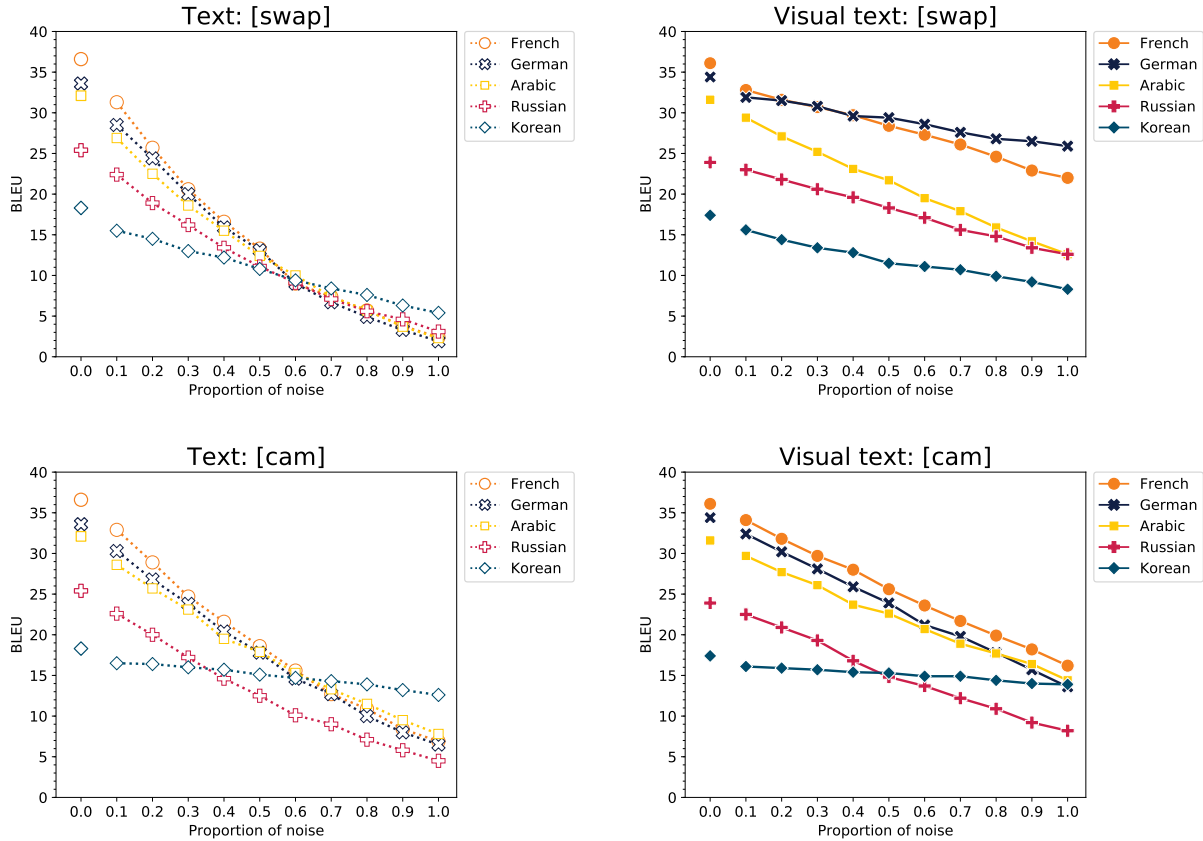 Text: [swap]
40
35
30
25
20
15
10
5
0
BLEU
0.0 0.1 0.2 0.3 0.4 0.5 0.6 0.7 0.8 0.9 1.0
Proportion of noise
French
German
Arabic
Russian
Korean
Visual text: [swap]
40
35
30
25
20
15
10
5
0
BLEU
0.0 0.1 0.2 0.3 0.4 0.5 0.6 0.7 0.8 0.9 1.0
Proportion of noise
French
German
Arabic
Russian
Korean
Text: [cam]
40
35
30
25
20
15
10
5
0
BLEU
0.0 0.1 0.2 0.3 0.4 0.5 0.6 0.7 0.8 0.9 1.0
Proportion of noise
French
German
Arabic
Russian
Korean
Visual text: [cam]
40
35
30
25
20
15
10
5
0
BLEU
0.0 0.1 0.2 0.3 0.4 0.5 0.6 0.7 0.8 0.9 1.0
Proportion of noise
French
German
Arabic
Russian
Korean